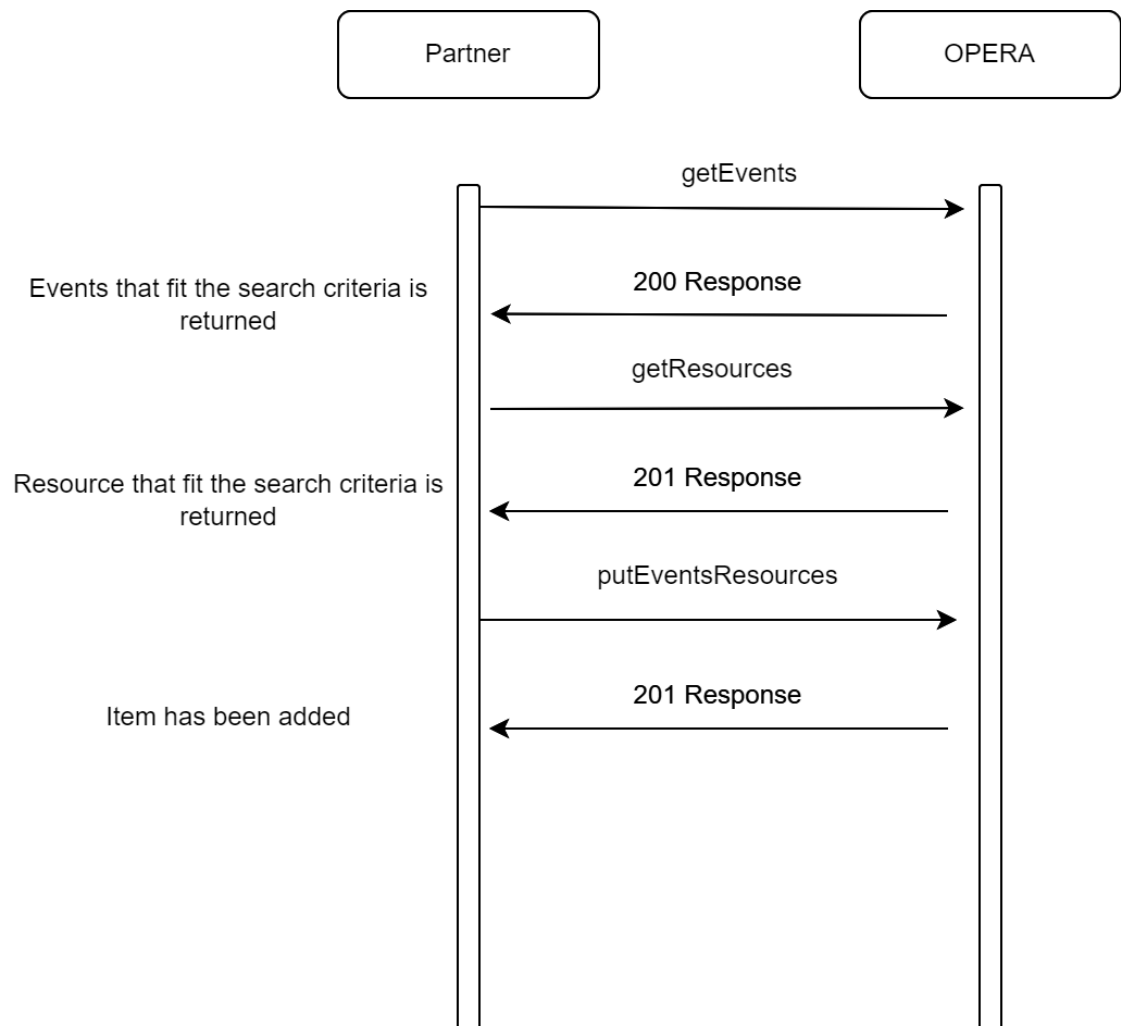 Partner
OPERA
getEvents
200 Response
Events that fit the search criteria is
returned
getResources
201 Response
Resource that fit the search criteria is
returned
putEventsResources
201 Response
Item has been added